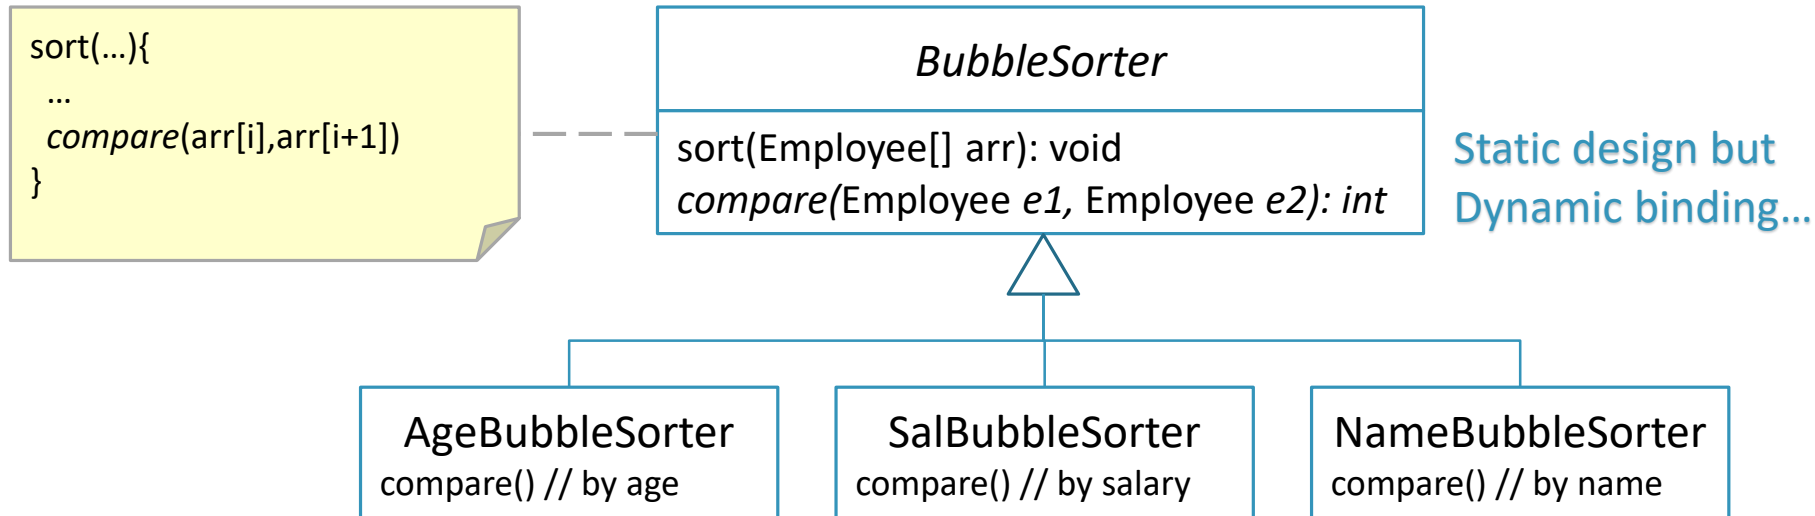 sort(…){
…
compare(arr[i],arr[i+1])
}
BubbleSorter
sort(Employee[] arr): void
compare(Employee e1, Employee e2): int
Static design but
Dynamic binding…
AgeBubbleSorter
compare() // by age
SalBubbleSorter
compare() // by salary
NameBubbleSorter
compare() // by name